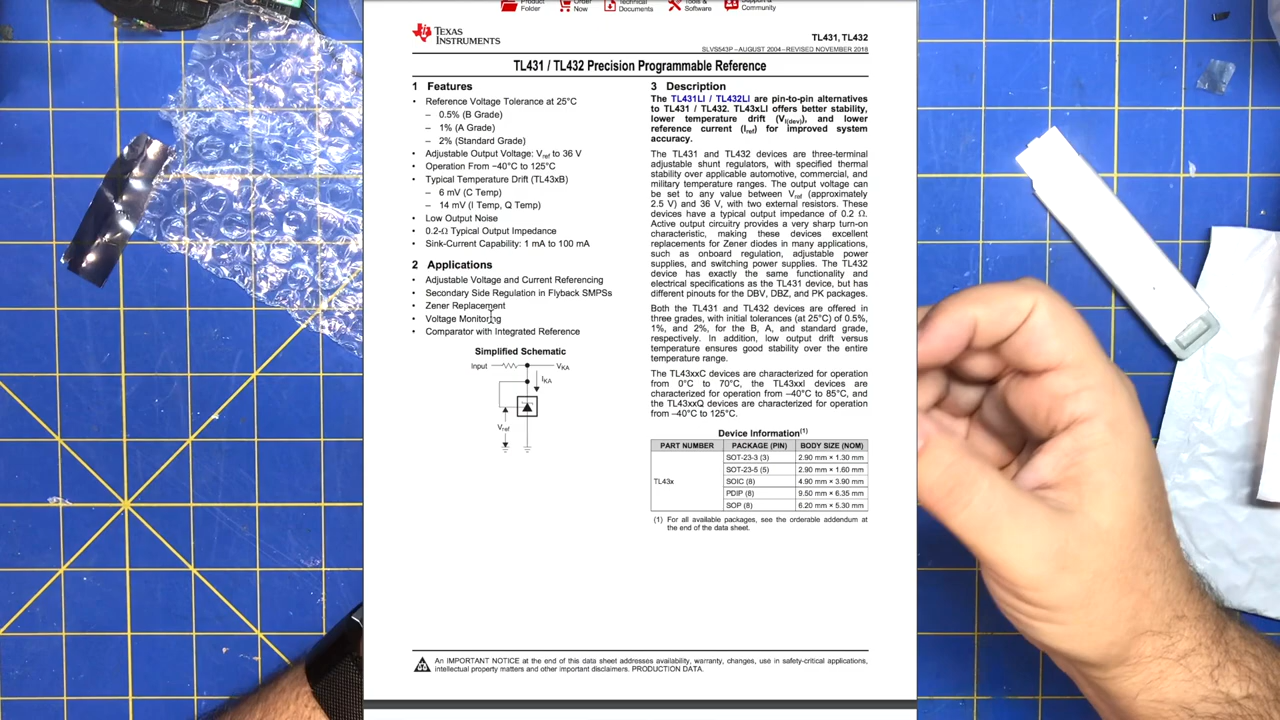 Product
Folder
Order
Now
Technical
Documents
Tools &
Software
Support &
Community
TEXAS
INSTRUMENTS
TL431, TL432
SLVS543P –AUGUST 2004–REVISED NOVEMBER 2018
TL431 / TL432 Precision Programmable Reference
1 Features
• Reference Voltage Tolerance at 25°C
– 0.5% (B Grade)
– 1% (A Grade)
– 2% (Standard Grade)
• Adjustable Output Voltage: Vref to 36 V
• Operation From −40°C to 125°C
• Typical Temperature Drift (TL43xB)
– 6 mV (C Temp)
– 14 mV (I Temp, Q Temp)
• Low Output Noise
• 0.2-Ω Typical Output Impedance
• Sink-Current Capability: 1 mA to 100 mA
2 Applications
• Adjustable Voltage and Current Referencing
• Secondary Side Regulation in Flyback SMPSs
• Zener Replacement
• Voltage Monitoring
• Comparator with Integrated Reference
Simplified Schematic
Input
VKA
IKA
Vref
3 Description
The TL431LI / TL432LI are pin-to-pin alternatives
to TL431 / TL432. TL43xLI offers better stability,
lower temperature drift (VI(dev)), and lower
reference current (Iref) for improved system
accuracy.
The TL431 and TL432 devices are three-terminal
adjustable shunt regulators, with specified thermal
stability over applicable automotive, commercial, and
military temperature ranges. The output voltage can
be set to any value between Vref (approximately
2.5 V) and 36 V, with two external resistors. These
devices have a typical output impedance of 0.2 Ω.
Active output circuitry provides a very sharp turn-on
characteristic, making these devices excellent
replacements for Zener diodes in many applications,
such as onboard regulation, adjustable power
supplies, and switching power supplies. The TL432
device has exactly the same functionality and
electrical specifications as the TL431 device, but has
different pinouts for the DBV, DBZ, and PK packages.
Both the TL431 and TL432 devices are offered in
three grades, with initial tolerances (at 25°C) of 0.5%,
1%, and 2%, for the B, A, and standard grade,
respectively. In addition, low output drift versus
temperature ensures good stability over the entire
temperature range.
The TL43xxC devices are characterized for operation
from 0°C to 70°C, the TL43xxI devices are
characterized for operation from –40°C to 85°C, and
the TL43xxQ devices are characterized for operation
from –40°C to 125°C.
Device Information(1)
PART NUMBER PACKAGE (PIN) BODY SIZE (NOM)
TL43x
SOT-23-3 (3) 2.90 mm × 1.30 mm
SOT-23-5 (5) 2.90 mm × 1.60 mm
SOIC (8) 4.90 mm × 3.90 mm
PDIP (8) 9.50 mm × 6.35 mm
SOP (8) 6.20 mm × 5.30 mm
(1) For all available packages, see the orderable addendum at
the end of the data sheet.
An IMPORTANT NOTICE at the end of this data sheet addresses availability, warranty, changes, use in safety-critical applications,
intellectual property matters and other important disclaimers. PRODUCTION DATA.